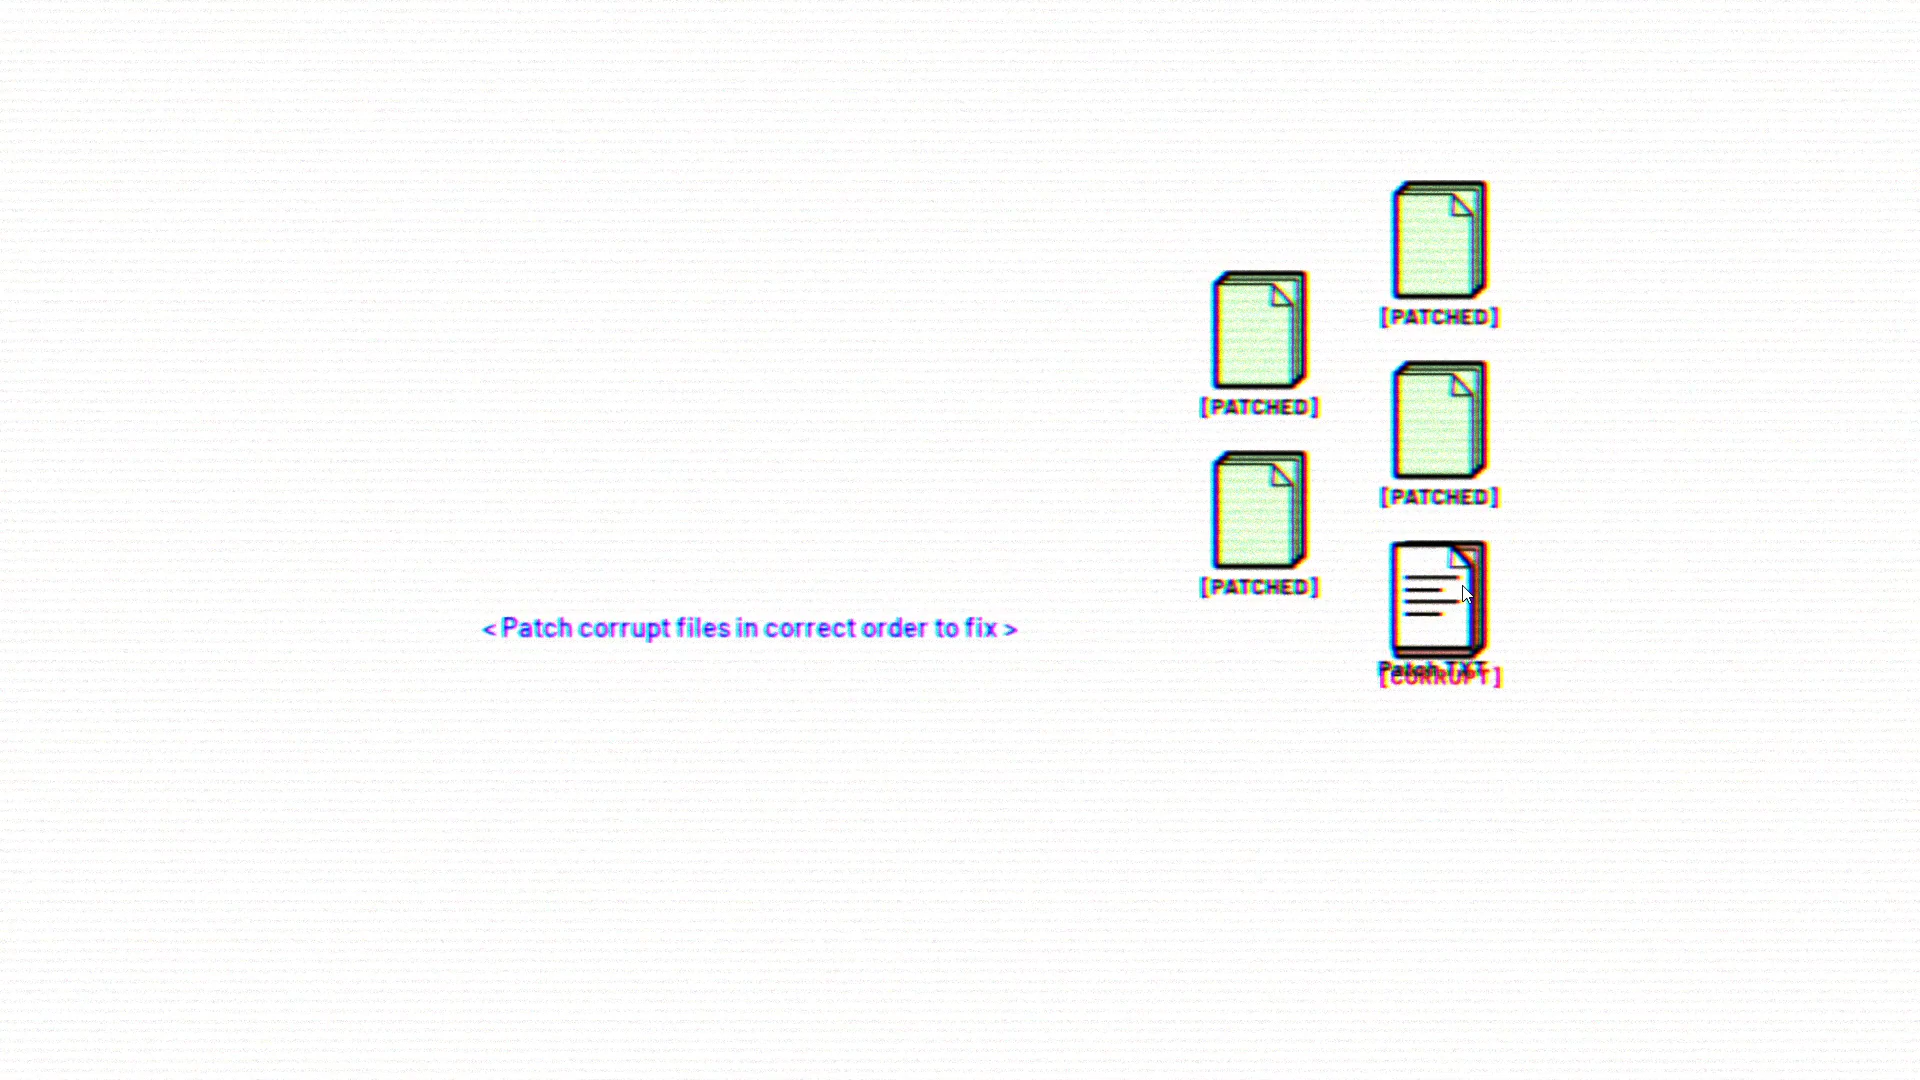 [PATCHED]
[PATCHED]
[PATCHED]
[PATCHED]
< Patch corrupt files in correct order to fix >
Patch.TXT
[CORRUPT]